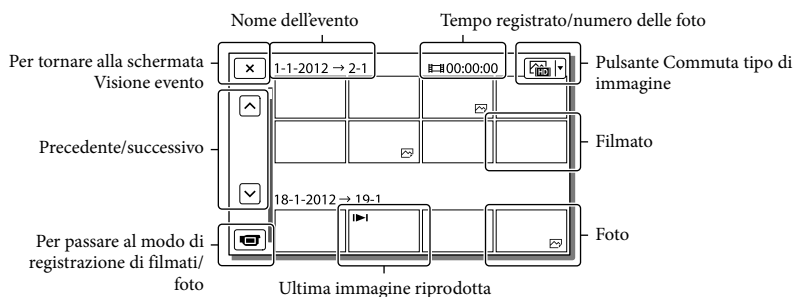 Nome dell'evento
Tempo registrato/numero delle foto
Per tornare alla schermata
Visione evento
1-1-2012 → 2-1
00:00:00
HD
Pulsante Commuta tipo di
immagine
Precedente/successivo
Filmato
18-1-2012 → 19-1
Per passare al modo di
registrazione di filmati/
foto
Foto
Ultima immagine riprodotta